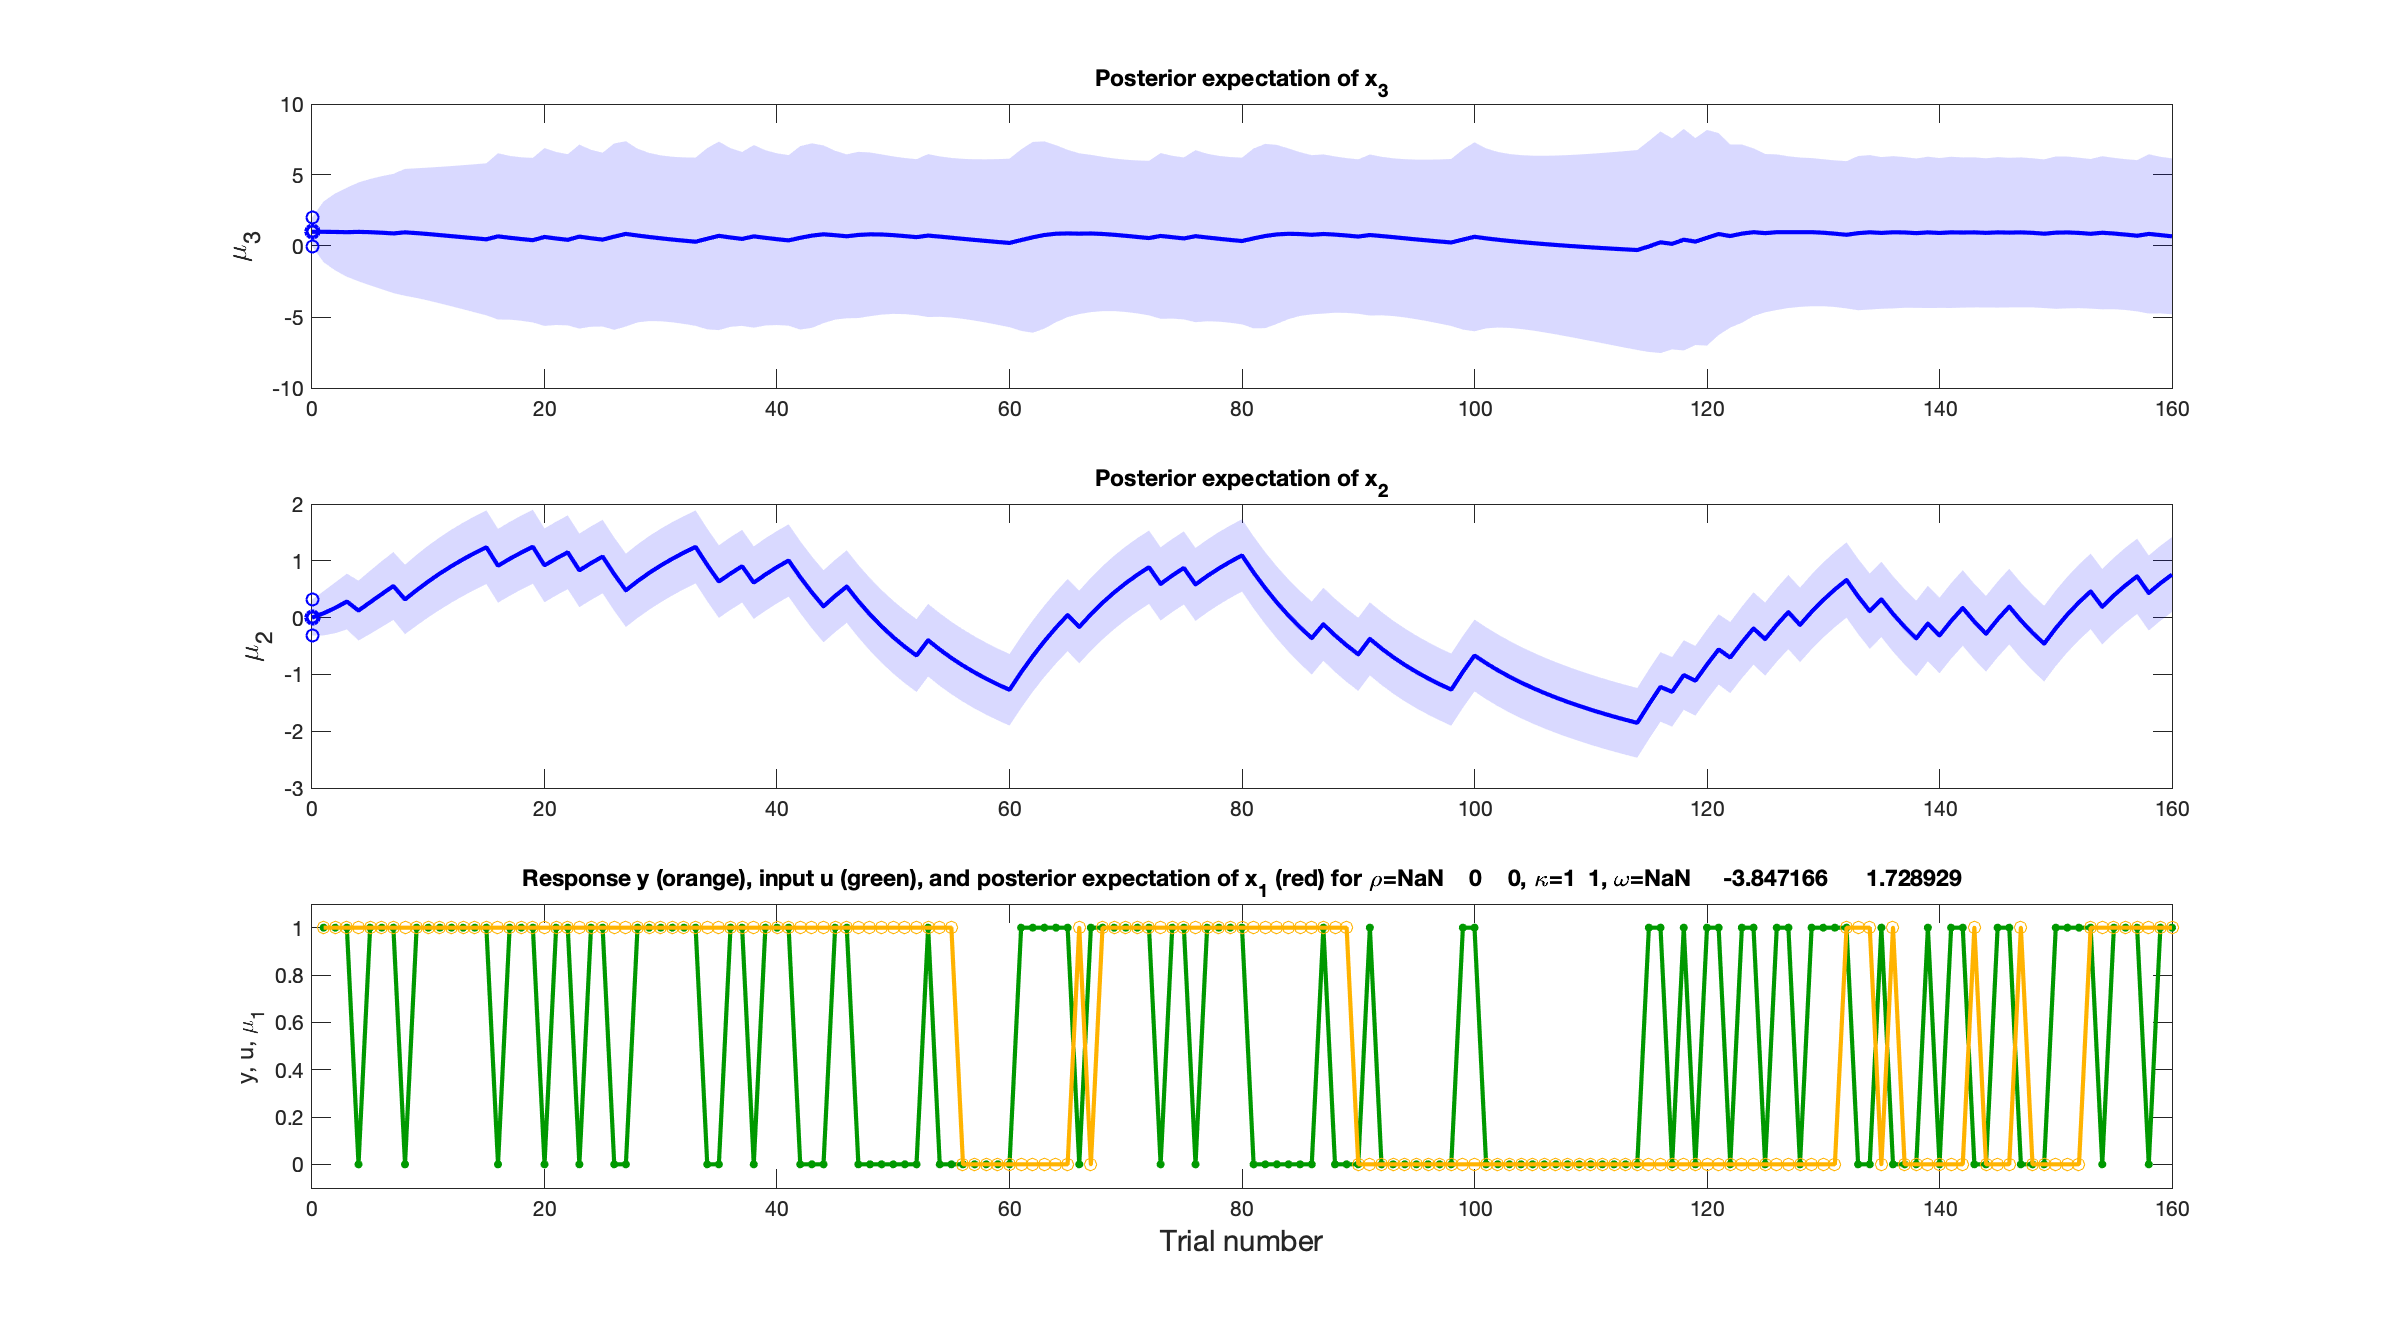 Posterior expectation of x3
10
5
0
-5
-10
μ3
0 20 40 60 80 100 120 140 160
Posterior expectation of x2
2
1
0
-1
-2
-3
μ2
0 20 40 60 80 100 120 140 160
Response y (orange), input u (green), and posterior expectation of x1 (red) for ρ=NaN 0 0, κ=1 1, ω=NaN -3.847166 1.728929
1
0.8
0.6
0.4
0.2
0
y, u, μ1
0 20 40 60 80 100 120 140 160
Trial number